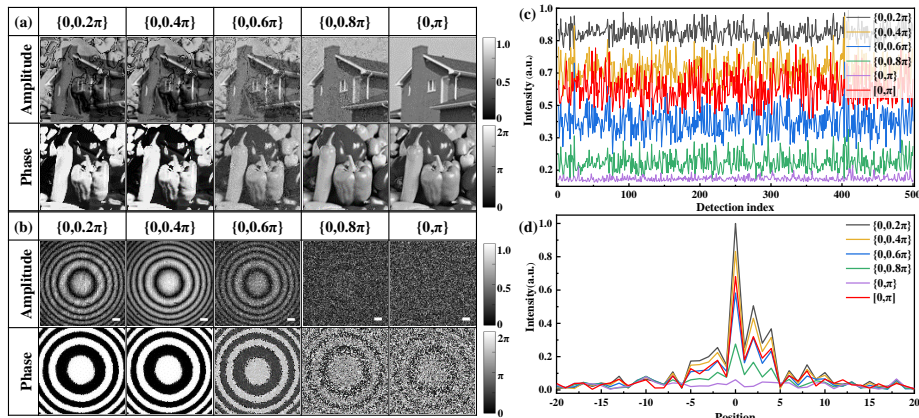 (a) {0,0.2π} {0,0.4π} {0,0.6π} {0,0.8π} {0,π}
Amplitude
1.0
0.5
0
Phase
2π
π
0
(b) {0,0.2π} {0,0.4π} {0,0.6π} {0,0.8π} {0,π}
Amplitude
1.0
0.5
0
Phase
2π
π
0
(c)
Intensity (a.u.)
1.0
0.8
0.7
0.5
0.3
0.2
0 100 200 300 400 500
Detection index
{0,0.2π}
{0,0.4π}
{0,0.6π}
{0,0.8π}
{0,π}
[0,π]
(d)
Intensity(a.u.)
1.0
0.8
0.6
0.4
0.2
0.0
-20 -15 -10 -5 0 5 10 15 20
Position
{0,0.2π}
{0,0.4π}
{0,0.6π}
{0,0.8π}
{0,π}
[0,π]